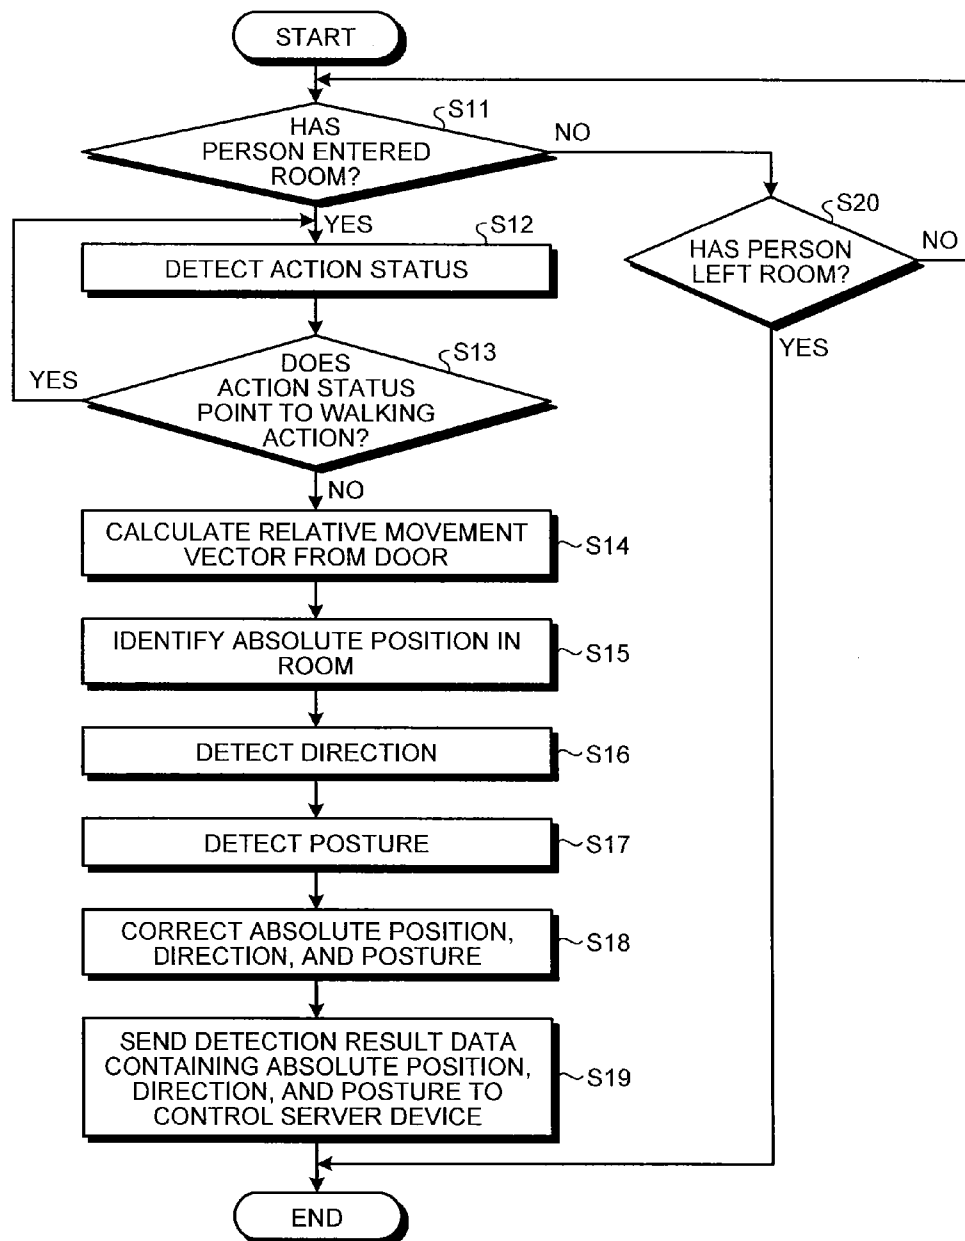 START
S11
HAS
PERSON ENTERED
ROOM?
NO
YES
S20
HAS PERSON
LEFT ROOM?
NO
YES
S12
DETECT ACTION STATUS
S13
DOES
ACTION STATUS
POINT TO WALKING
ACTION?
YES
NO
CALCULATE RELATIVE MOVEMENT
VECTOR FROM DOOR
S14
IDENTIFY ABSOLUTE POSITION IN
ROOM
S15
DETECT DIRECTION
S16
DETECT POSTURE
S17
CORRECT ABSOLUTE POSITION,
DIRECTION, AND POSTURE
S18
SEND DETECTION RESULT DATA
CONTAINING ABSOLUTE POSITION,
DIRECTION, AND POSTURE TO
CONTROL SERVER DEVICE
S19
END